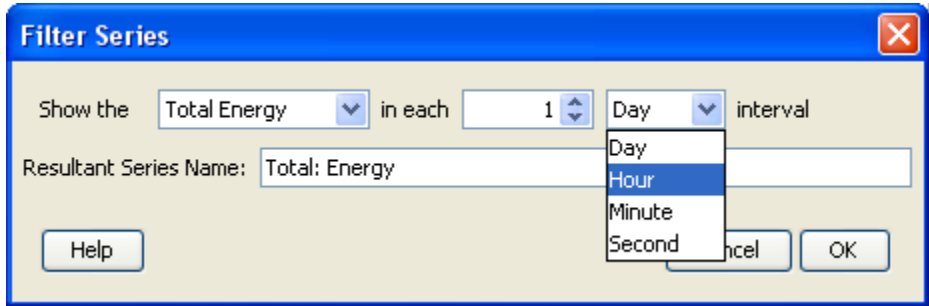 Filter Series
Show the Total Energy in each 1 Day interval
Day
Resultant Series Name: Total: Energy
Hour
Minute
Second
Help ncel OK